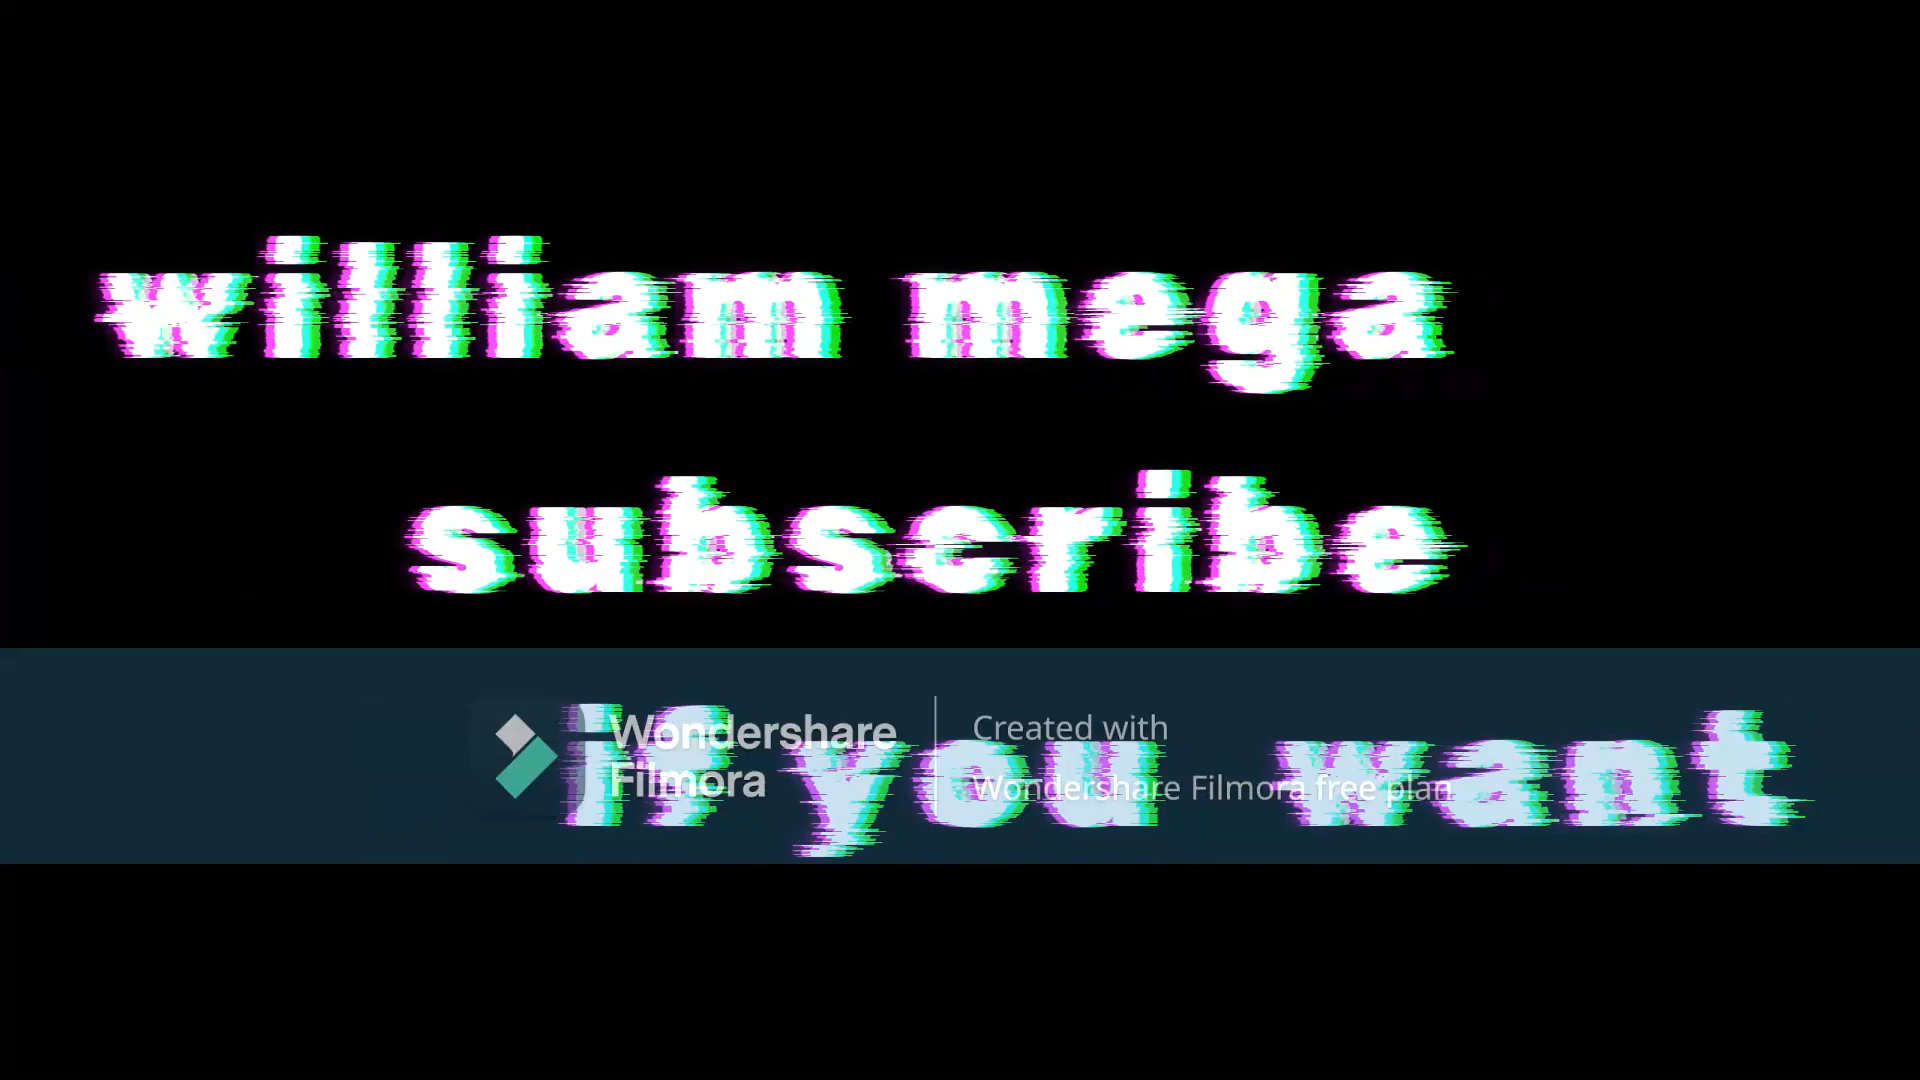 william mega
subscribe
if you want
Wondershare
Filmora
Created with
Wondershare Filmora free plan